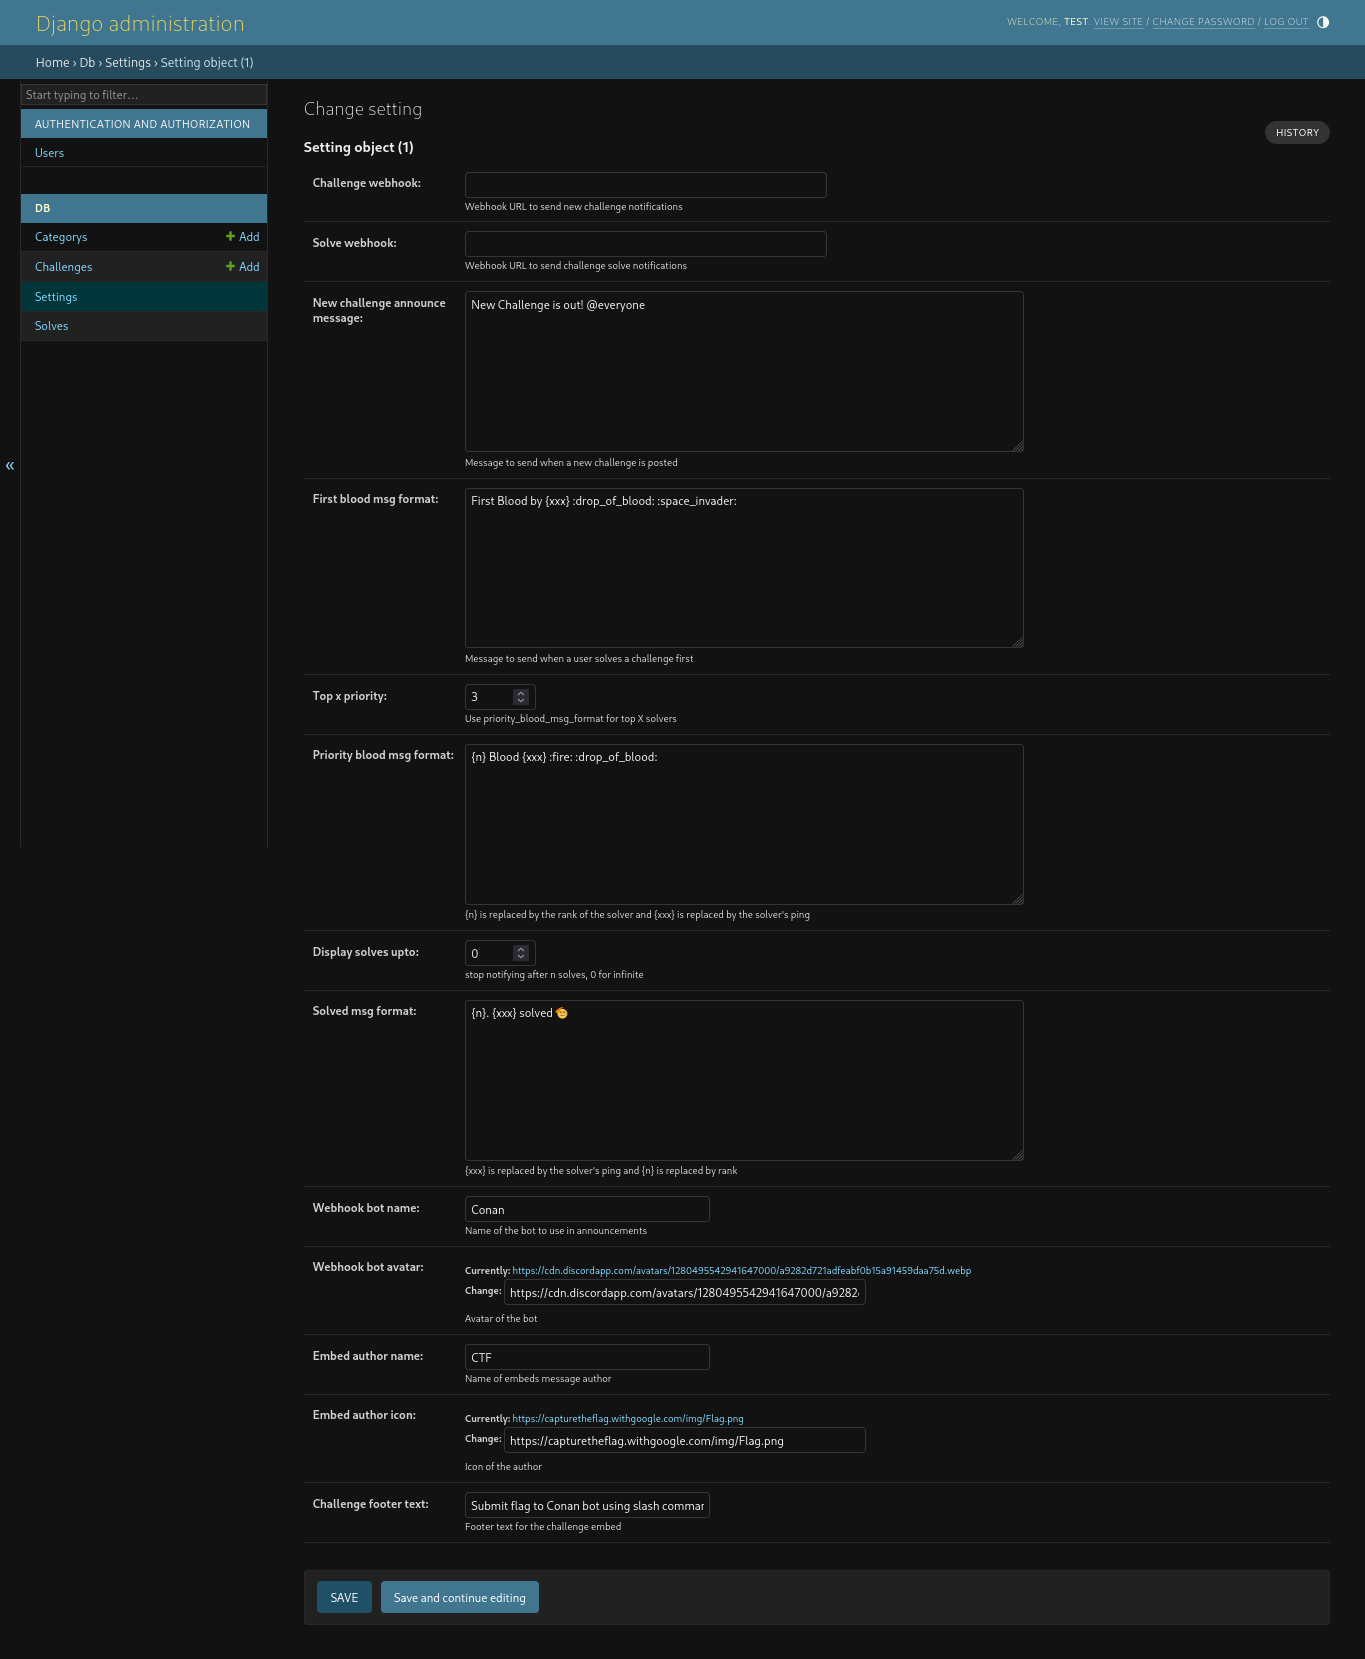 Django administration
WELCOME, TEST VIEW SITE / CHANGE PASSWORD / LOG OUT
Home › Db › Settings › Setting object (1)
Start typing to filter...
AUTHENTICATION AND AUTHORIZATION
Users
DB
Categorys + Add
Challenges + Add
Settings
Solves
«
Change setting
HISTORY
Setting object (1)
Challenge webhook:
Webhook URL to send new challenge notifications
Solve webhook:
Webhook URL to send challenge solve notifications
New challenge announce
message:
New Challenge is out! @everyone
Message to send when a new challenge is posted
First blood msg format:
First Blood by {xxx} :drop_of_blood: :space_invader:
Message to send when a user solves a challenge first
Top x priority:
3
Use priority_blood_msg_format for top X solvers
Priority blood msg format:
{n} Blood {xxx} :fire: :drop_of_blood:
{n} is replaced by the rank of the solver and {xxx} is replaced by the solver's ping
Display solves upto:
0
stop notifying after n solves, 0 for infinite
Solved msg format:
{n}. {xxx} solved 🫡
{xxx} is replaced by the solver's ping and {n} is replaced by rank
Webhook bot name:
Conan
Name of the bot to use in announcements
Webhook bot avatar:
Currently: https://cdn.discordapp.com/avatars/1280495542941647000/a9282d721adfeabf0b15a91459daa75d.webp
Change: https://cdn.discordapp.com/avatars/1280495542941647000/a9282
Avatar of the bot
Embed author name:
CTF
Name of embeds message author
Embed author icon:
Currently: https://capturetheflag.withgoogle.com/img/Flag.png
Change: https://capturetheflag.withgoogle.com/img/Flag.png
Icon of the author
Challenge footer text:
Submit flag to Conan bot using slash commar
Footer text for the challenge embed
SAVE
Save and continue editing